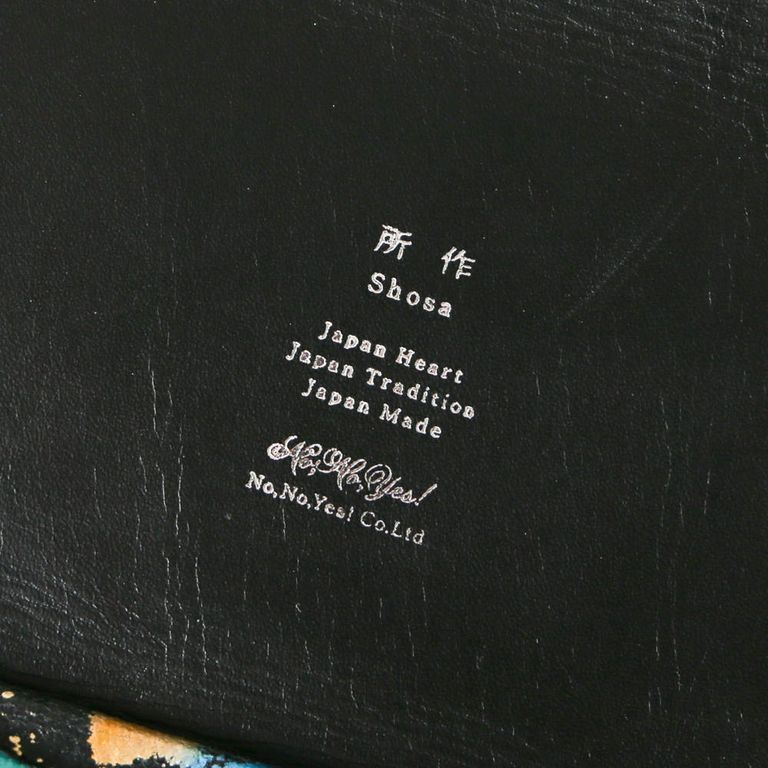 所 作
Shosa
Japan Heart
Japan Tradition
Japan Made
No, No, Yes!
No,No,Yes! Co.Ltd